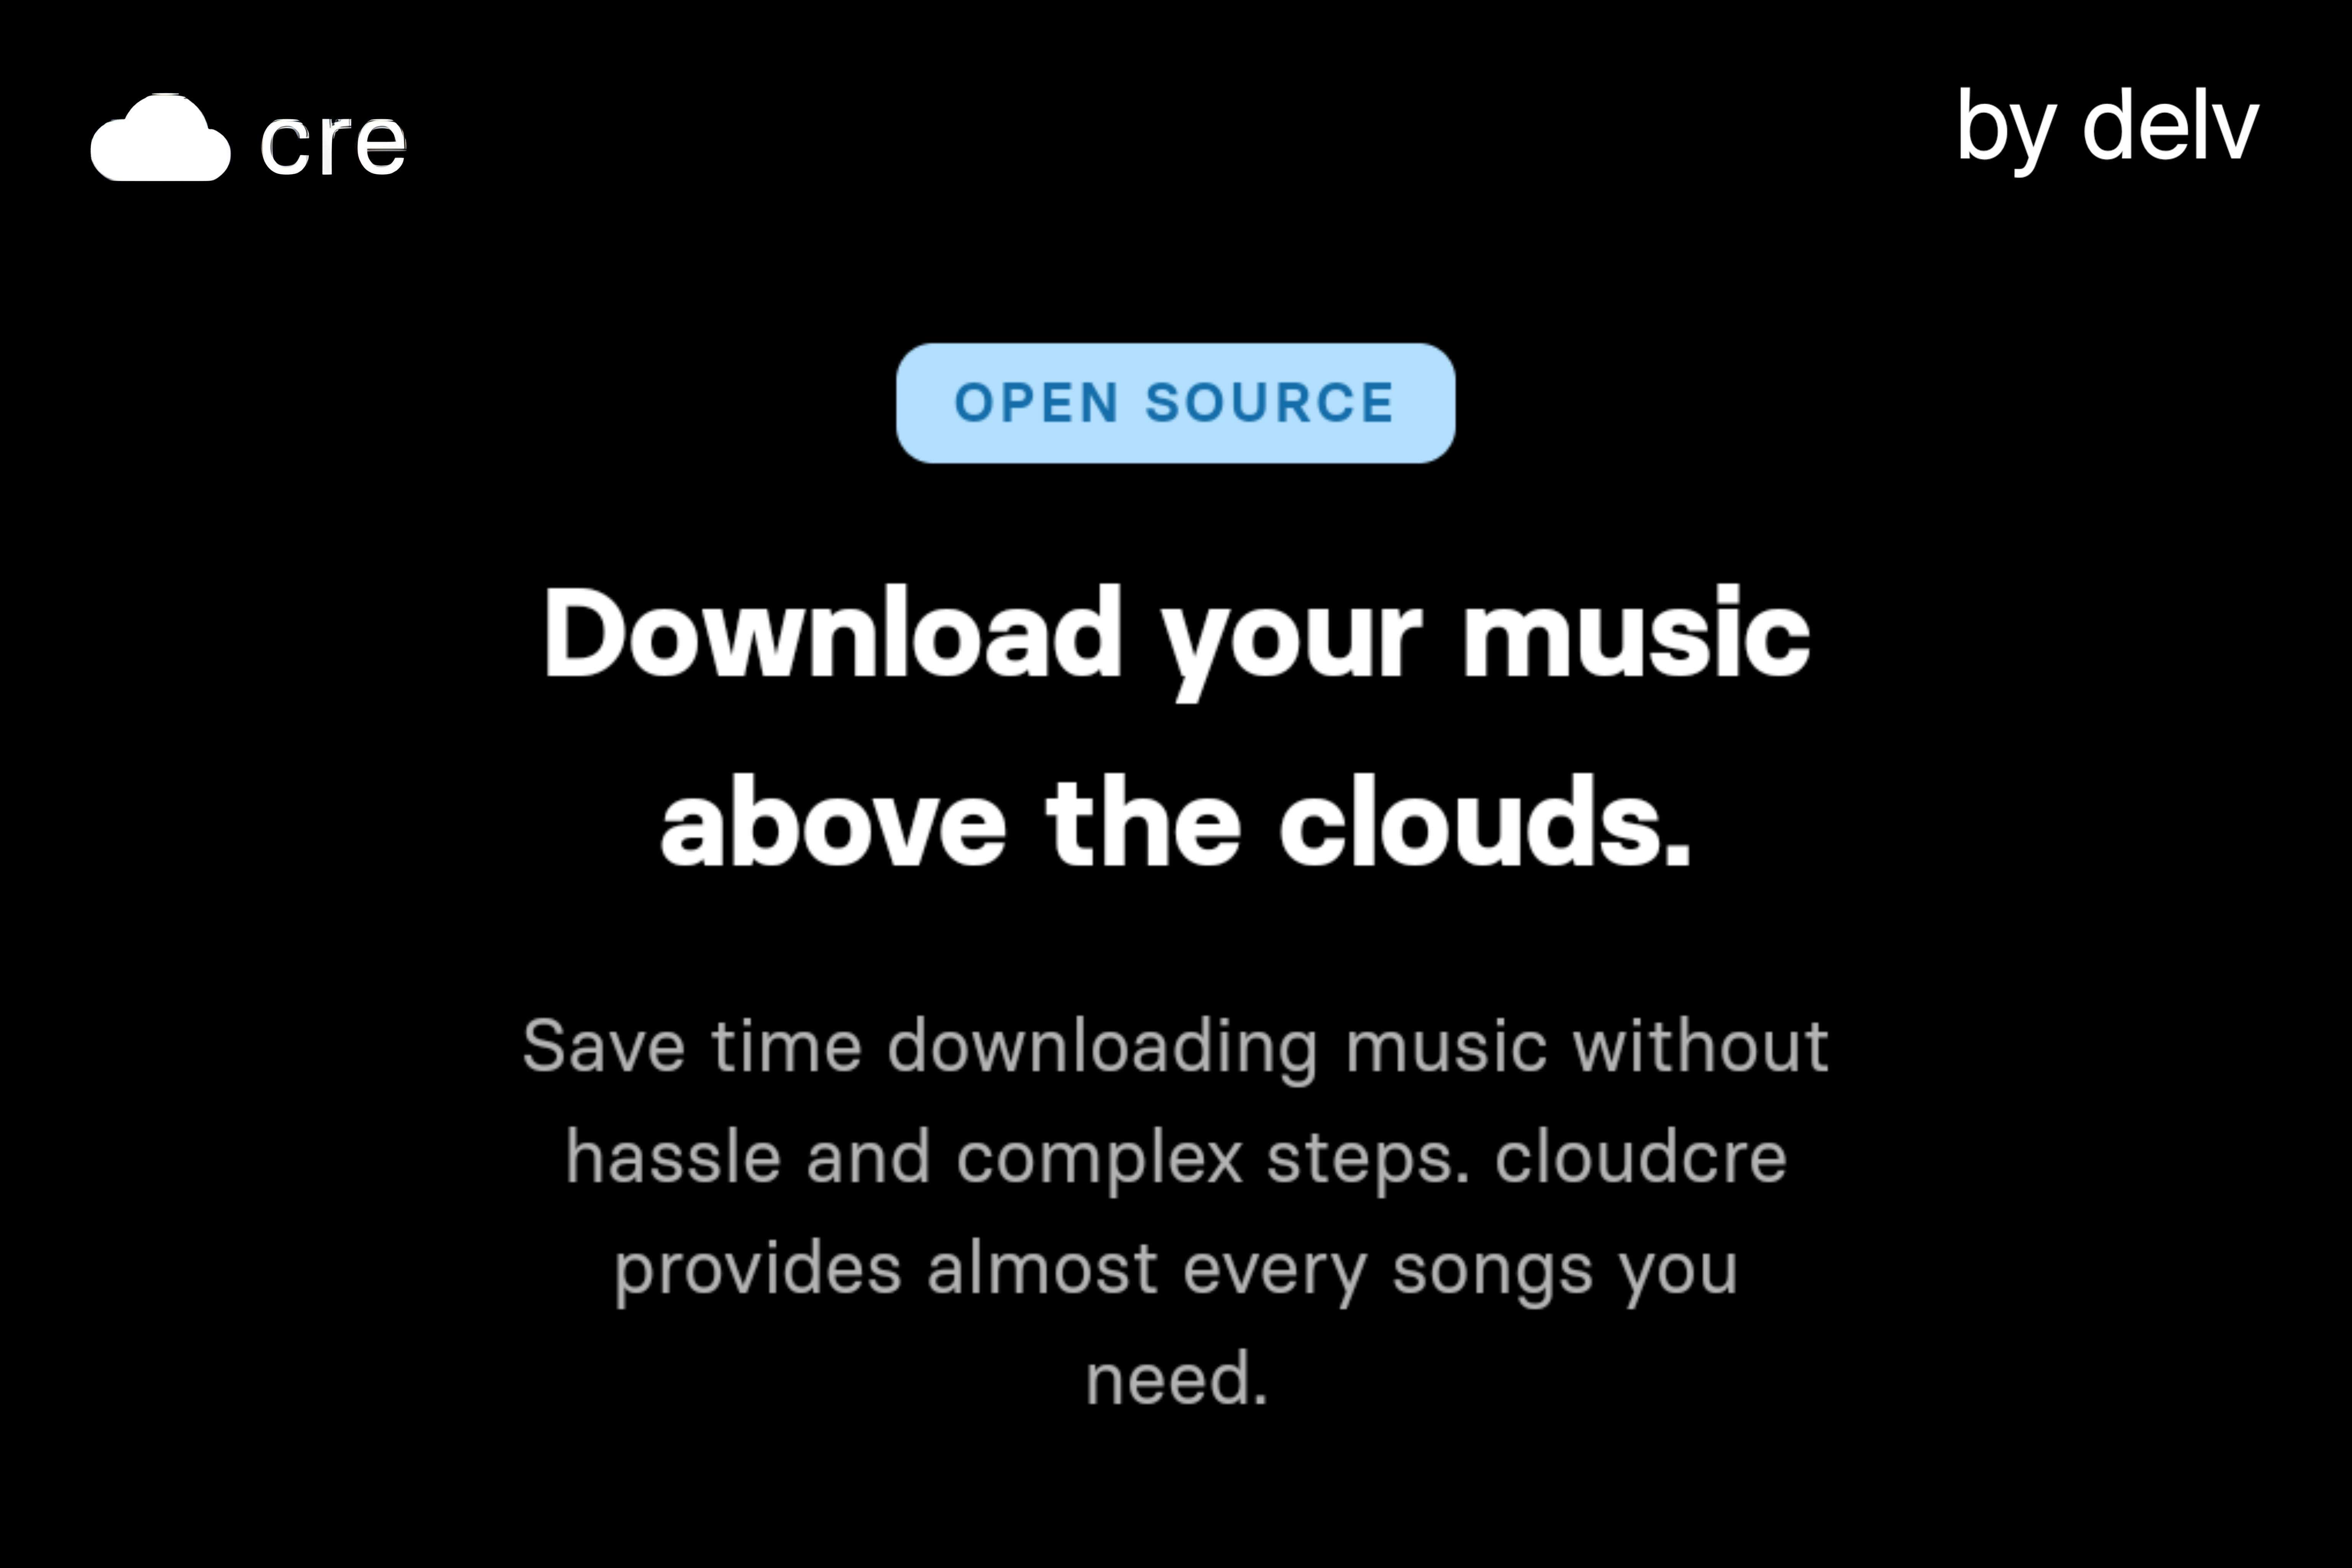 cre
by delv
OPEN SOURCE
Download your music
above the clouds.
Save time downloading music without
hassle and complex steps. cloudcre
provides almost every songs you
need.